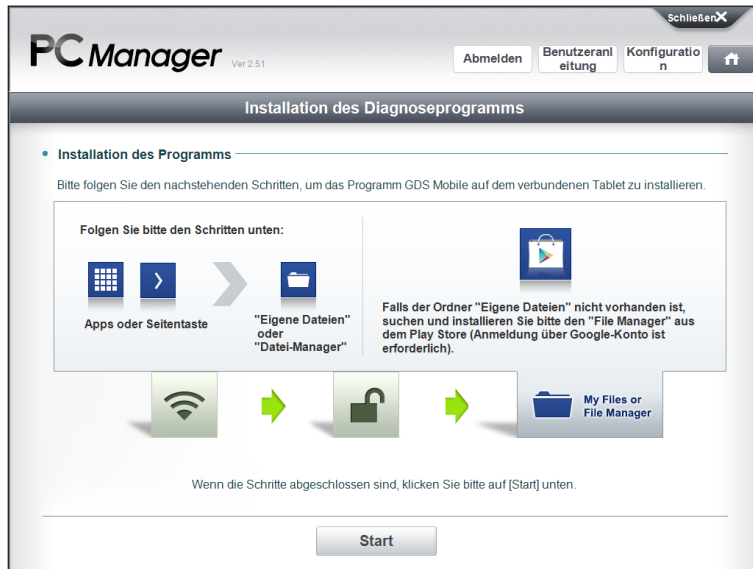 Schließen
PC Manager Ver 2.51
Abmelden
Benutzeranl
eitung
Konfiguratio
n
Installation des Diagnoseprogramms
Installation des Programms
Bitte folgen Sie den nachstehenden Schritten, um das Programm GDS Mobile auf dem verbundenen Tablet zu installieren.
Folgen Sie bitte den Schritten unten:
Apps oder Seitentaste
"Eigene Dateien"
oder
"Datei-Manager"
Falls der Ordner "Eigene Dateien" nicht vorhanden ist,
suchen und installieren Sie bitte den "File Manager" aus
dem Play Store (Anmeldung über Google-Konto ist
erforderlich).
My Files or
File Manager
Wenn die Schritte abgeschlossen sind, klicken Sie bitte auf [Start] unten.
Start